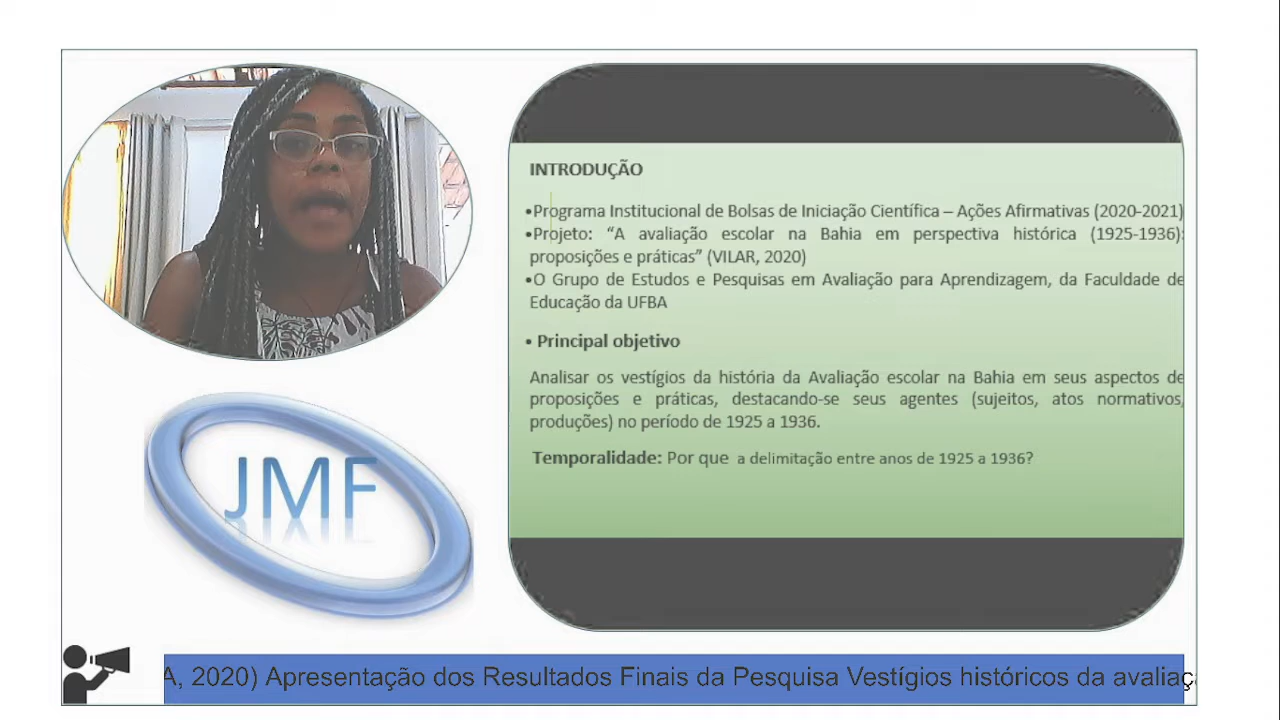 INTRODUÇÃO
•Programa Institucional de Bolsas de Iniciação Científica – Ações Afirmativas (2020-2021)
•Projeto: “A avaliação escolar na Bahia em perspectiva histórica (1925-1936):
proposições e práticas” (VILAR, 2020)
•O Grupo de Estudos e Pesquisas em Avaliação para Aprendizagem, da Faculdade de
Educação da UFBA
• Principal objetivo
Analisar os vestígios da história da Avaliação escolar na Bahia em seus aspectos de
proposições e práticas, destacando-se seus agentes (sujeitos, atos normativos,
produções) no período de 1925 a 1936.
Temporalidade: Por que a delimitação entre anos de 1925 a 1936?
JMF
A, 2020) Apresentação dos Resultados Finais da Pesquisa Vestígios históricos da avaliaç